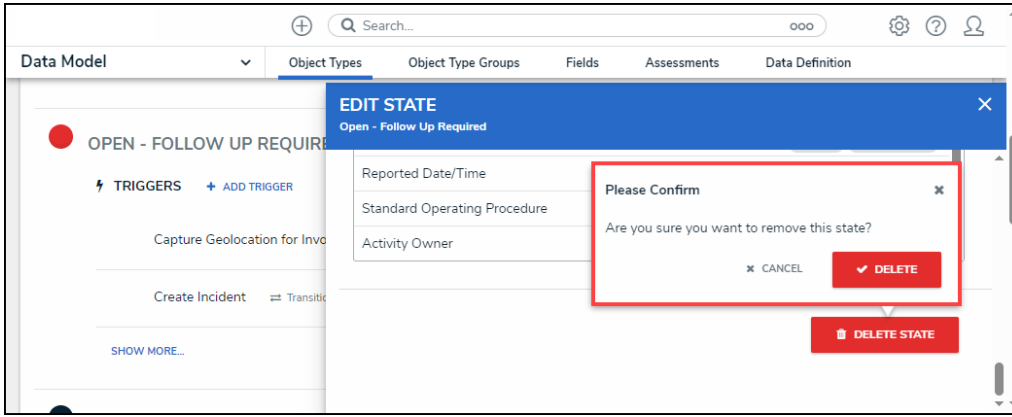 Search...
ooo
Data Model
Object Types
Object Type Groups
Fields
Assessments
Data Definition
EDIT STATE
Open - Follow Up Required
OPEN - FOLLOW UP REQUIRE
TRIGGERS
+ ADD TRIGGER
Capture Geolocation for Invo
Create Incident
Transitio
SHOW MORE...
Reported Date/Time
Standard Operating Procedure
Activity Owner
Please Confirm
Are you sure you want to remove this state?
CANCEL
DELETE
DELETE STATE